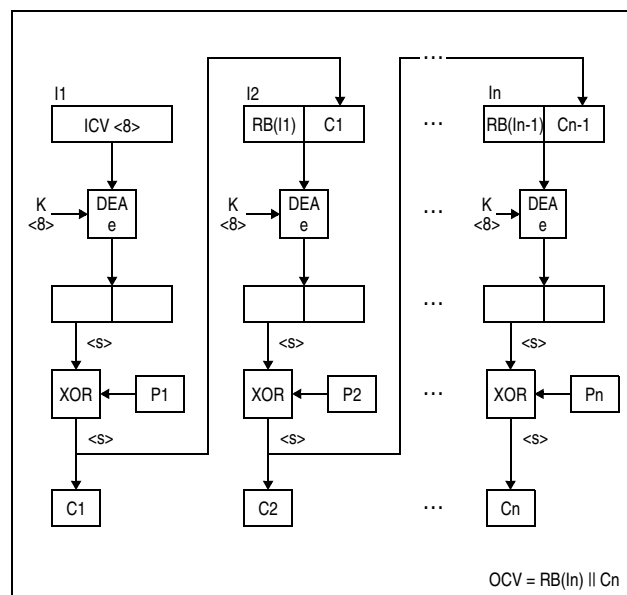 ...
I1
I2
In
ICV <8>
RB(I1)
C1
...
RB(In-1)
Cn-1
K
<8>
DEA
e
K
<8>
DEA
e
...
K
<8>
DEA
e
...
<s>
<s>
<s>
XOR
P1
XOR
P2
...
XOR
Pn
<s>
<s>
<s>
C1
C2
...
Cn
OCV = RB(In) || Cn